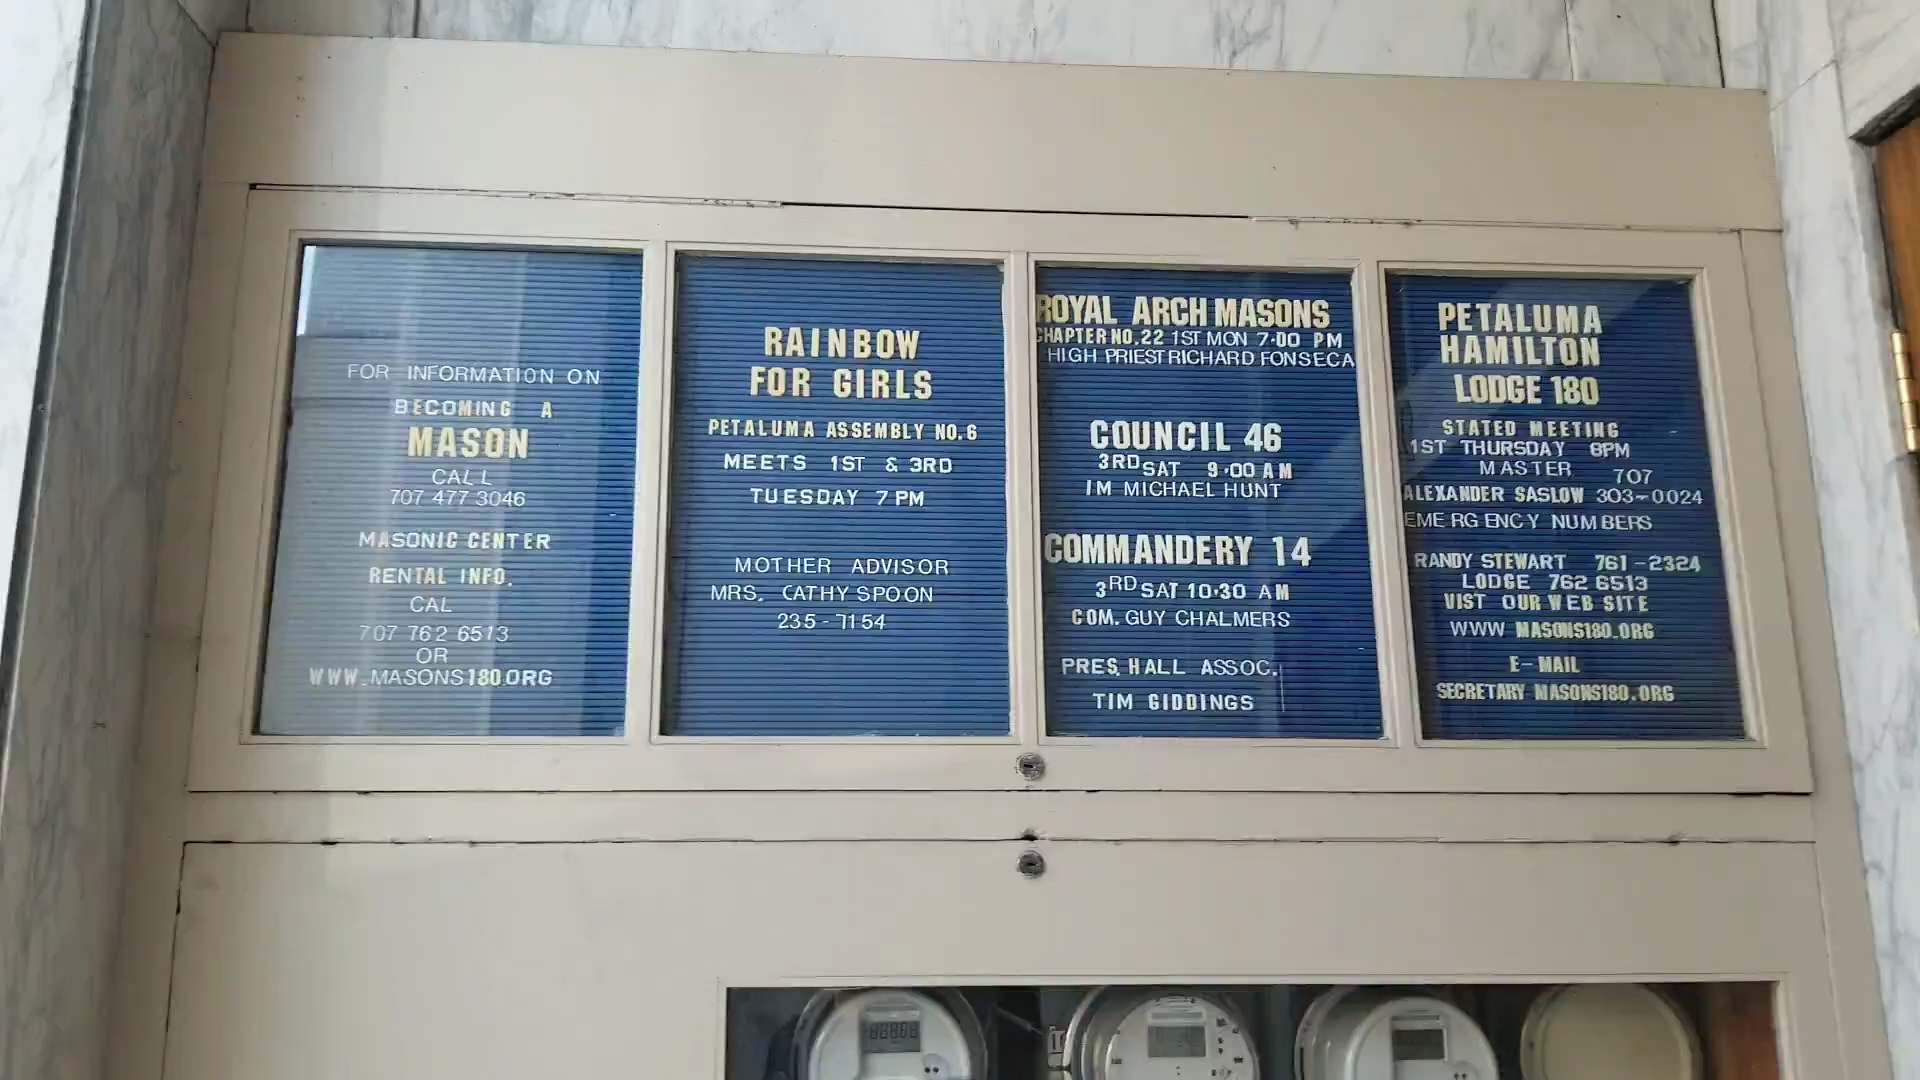 FOR INFORMATION ON
BECOMING A
MASON
CALL
707 477 3046
MASONIC CENTER
RENTAL INFO.
CAL
707 762 6513
OR
WWW.MASONS180.ORG
RAINBOW
FOR GIRLS
PETALUMA ASSEMBLY NO.6
MEETS 1ST & 3RD
TUESDAY 7PM
MOTHER ADVISOR
MRS. CATHY SPOON
235-7154
ROYAL ARCH MASONS
CHAPTER NO.22 1ST MON 7:00 PM
HIGH PRIEST RICHARD FONSECA
COUNCIL 46
3RD SAT 9:00 AM
IM MICHAEL HUNT
COMMANDERY 14
3RD SAT 10:30 AM
COM. GUY CHALMERS
PRES. HALL ASSOC.
TIM GIDDINGS
PETALUMA
HAMILTON
LODGE 180
STATED MEETING
1ST THURSDAY 8PM
MASTER 707
ALEXANDER SASLOW 303-0024
EMERGENCY NUMBERS
RANDY STEWART 761-2324
LODGE 762 6513
VIST OUR WEB SITE
WWW MASONS180.ORG
E-MAIL
SECRETARY MASONS180.ORG